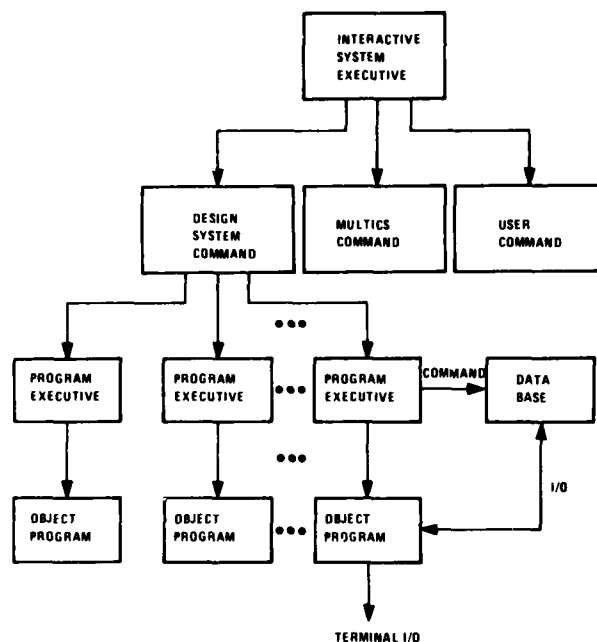 INTERACTIVE
SYSTEM
EXECUTIVE
DESIGN
SYSTEM
COMMAND
MULTICS
COMMAND
USER
COMMAND
PROGRAM
EXECUTIVE
PROGRAM
EXECUTIVE
PROGRAM
EXECUTIVE
COMMAND
DATA
BASE
I/O
OBJECT
PROGRAM
OBJECT
PROGRAM
OBJECT
PROGRAM
TERMINAL I/O